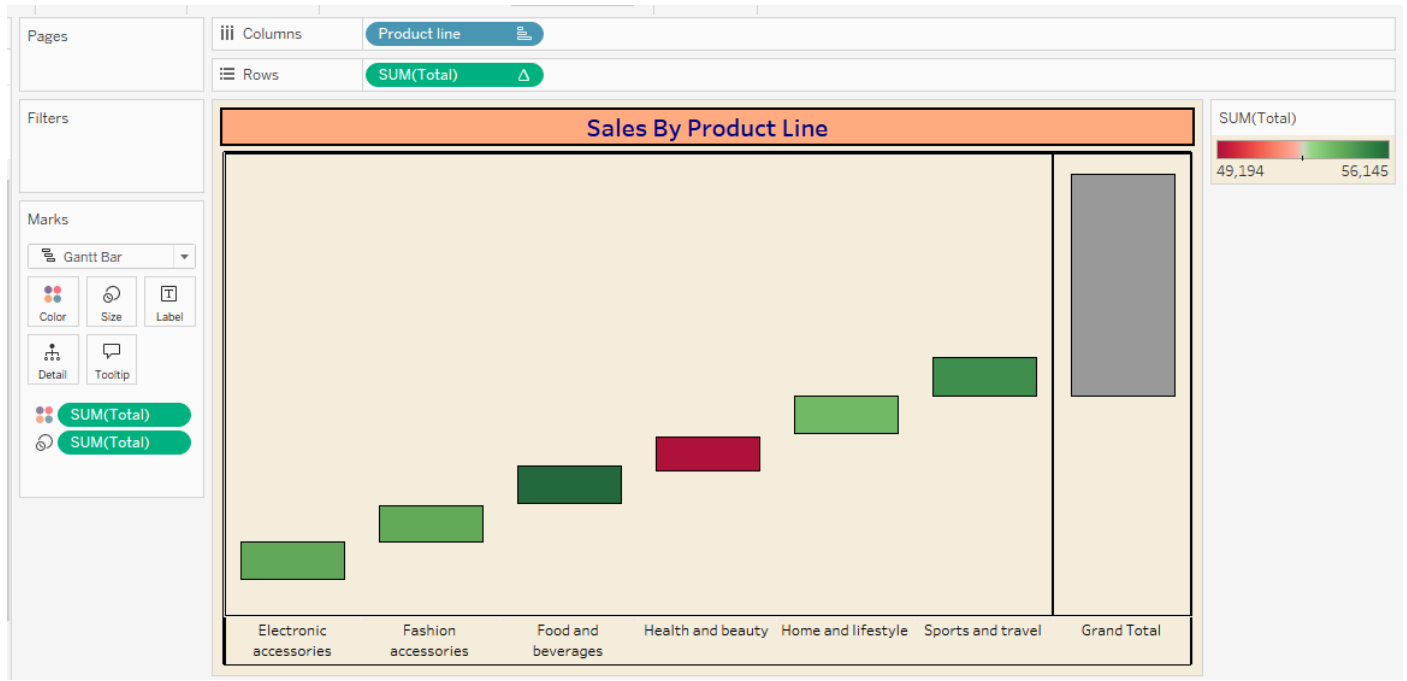 Pages
Columns
Product line
Rows
SUM(Total)
Filters
Marks
Gantt Bar
Color
Size
Label
Detail
Tooltip
SUM(Total)
SUM(Total)
Sales By Product Line
Electronic
accessories
Fashion
accessories
Food and
beverages
Health and beauty
Home and lifestyle
Sports and travel
Grand Total
SUM(Total)
49,194
56,145